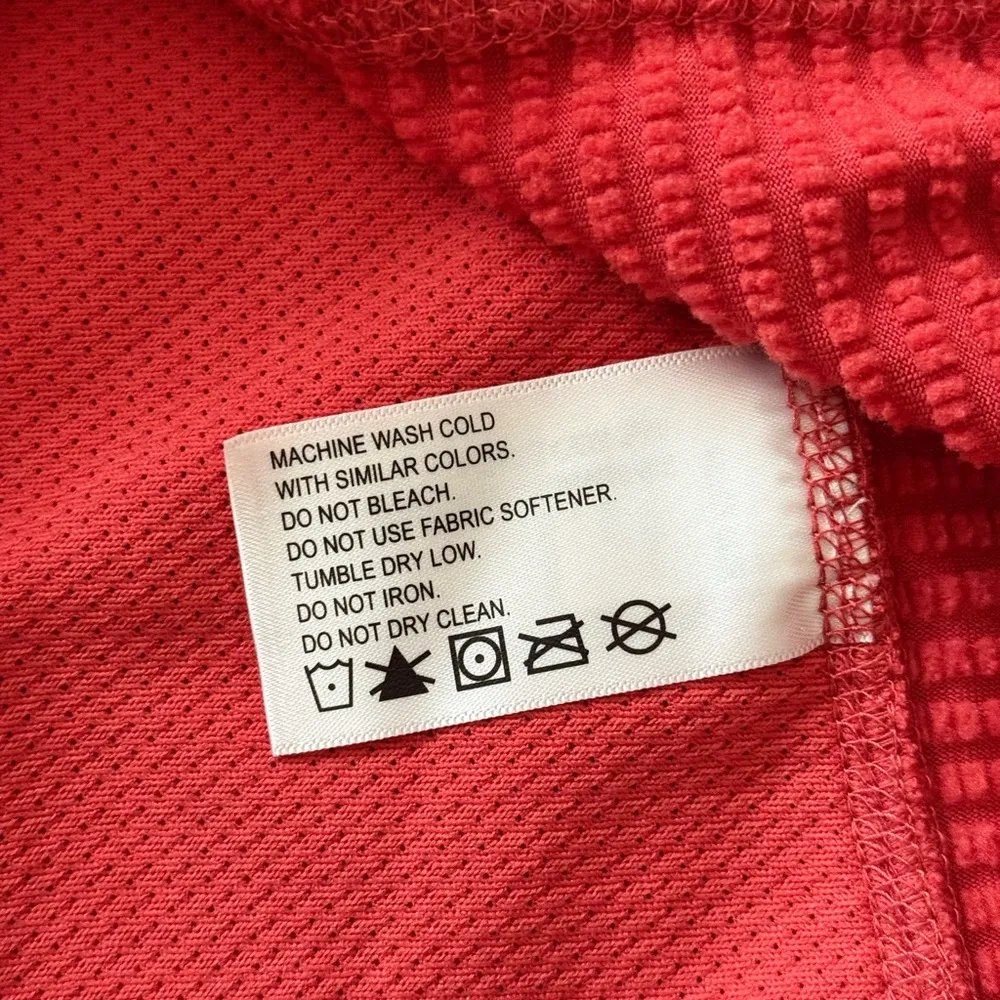 MACHINE WASH COLD
WITH SIMILAR COLORS.
DO NOT BLEACH.
DO NOT USE FABRIC SOFTENER.
TUMBLE DRY LOW.
DO NOT IRON.
DO NOT DRY CLEAN.